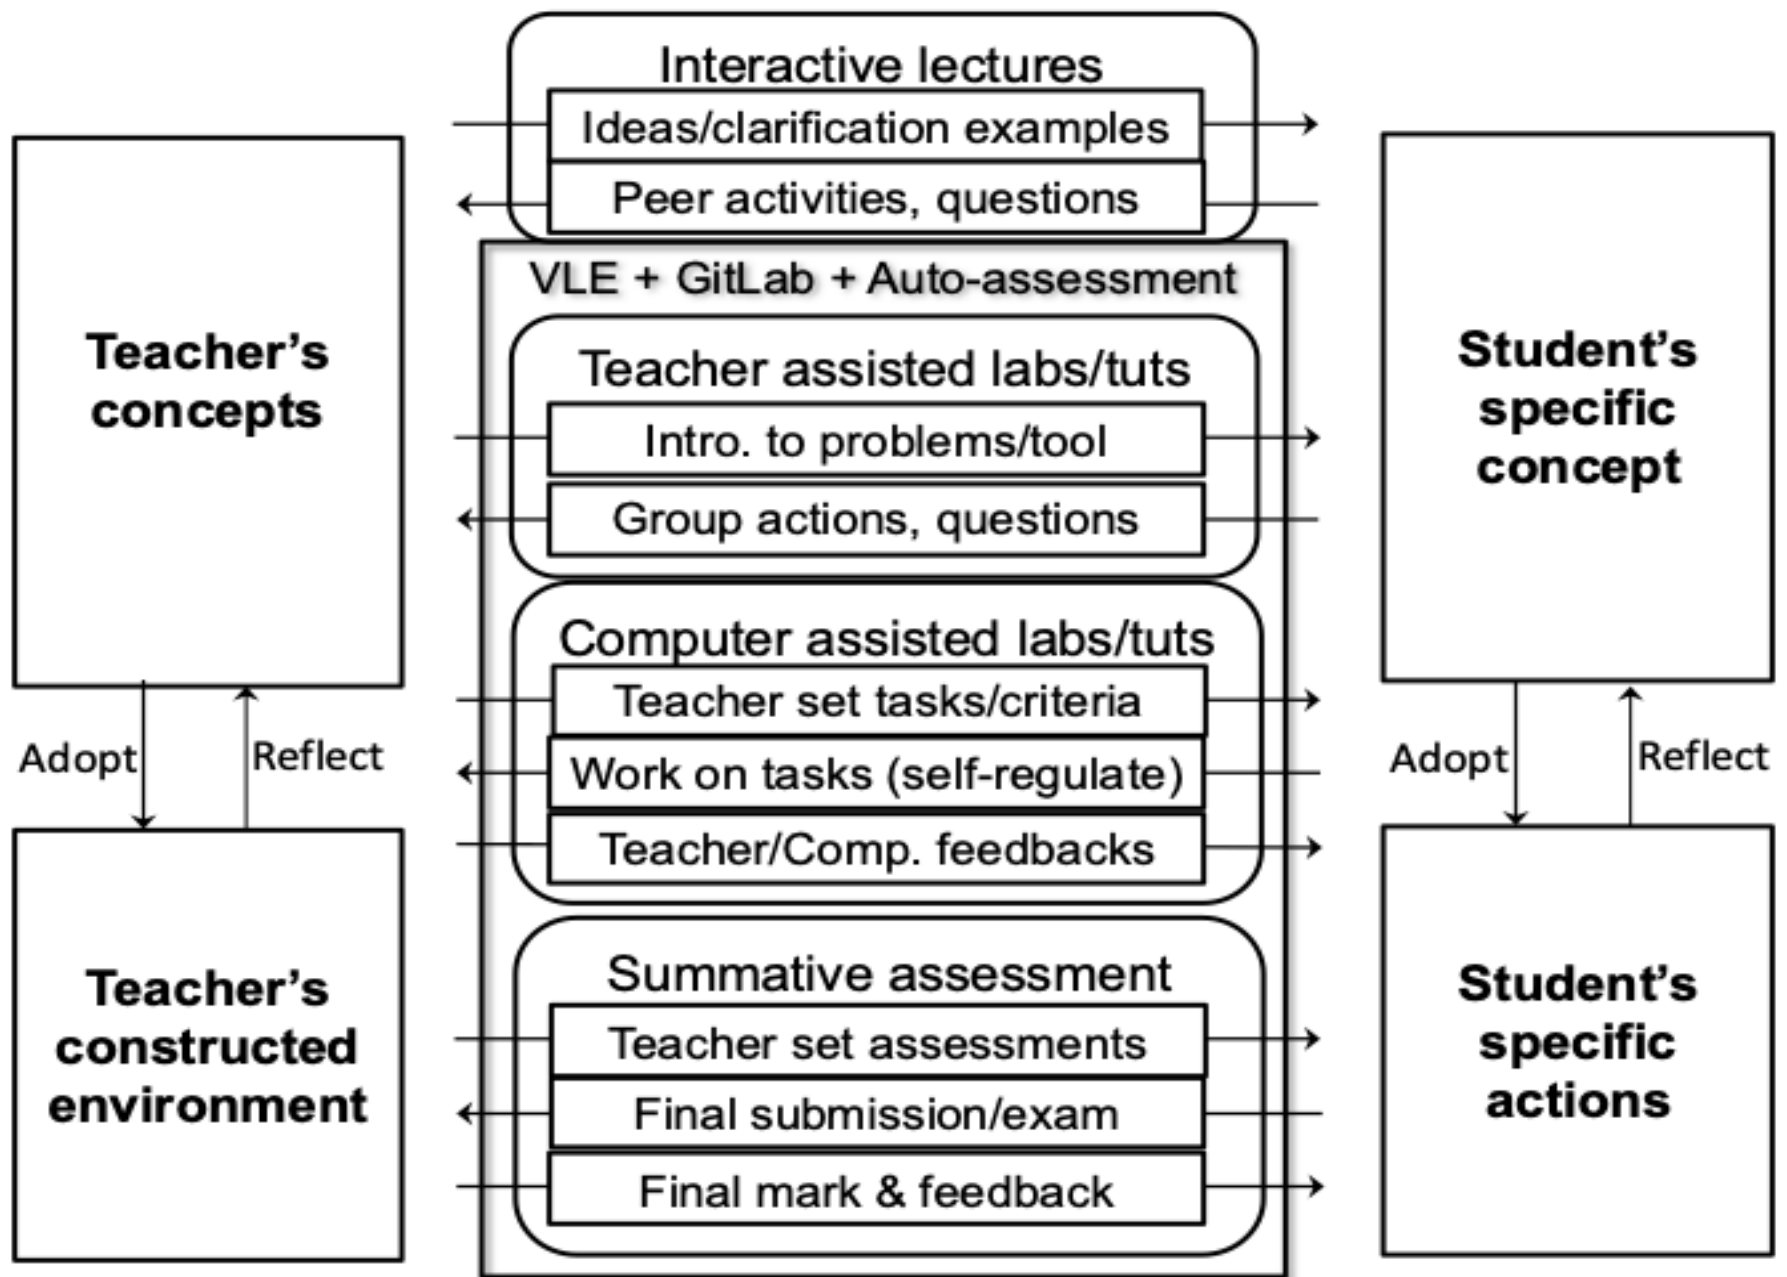 Interactive lectures
Ideas/clarification examples
Peer activities, questions
VLE + GitLab + Auto-assessment
Teacher assisted labs/tuts
Intro. to problems/tool
Group actions, questions
Computer assisted labs/tuts
Teacher set tasks/criteria
Work on tasks (self-regulate)
Teacher/Comp. feedbacks
Summative assessment
Teacher set assessments
Final submission/exam
Final mark & feedback
Teacher’s
concepts
Adopt
Reflect
Teacher’s
constructed
environment
Student’s
specific
concept
Adopt
Reflect
Student’s
specific
actions